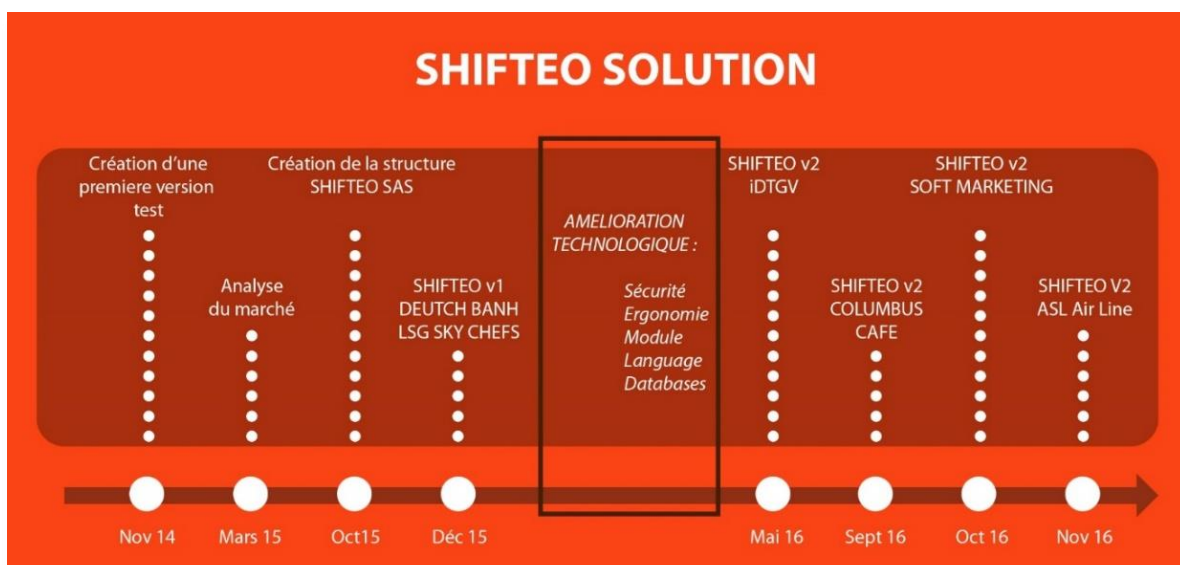 SHIFTEO SOLUTION
Création d'une
premiere version
test
Analyse
du marché
Création de la structure
SHIFTEO SAS
SHIFTEO v1
DEUTCH BANH
LSG SKY CHEFS
AMELIORATION
TECHNOLOGIQUE :
Sécurité
Ergonomie
Module
Language
Databases
SHIFTEO v2
iDTGV
SHIFTEO v2
COLUMBUS
CAFE
SHIFTEO v2
SOFT MARKETING
SHIFTEO V2
ASL Air Line
Nov 14
Mars 15
Oct15
Déc 15
Mai 16
Sept 16
Oct 16
Nov 16